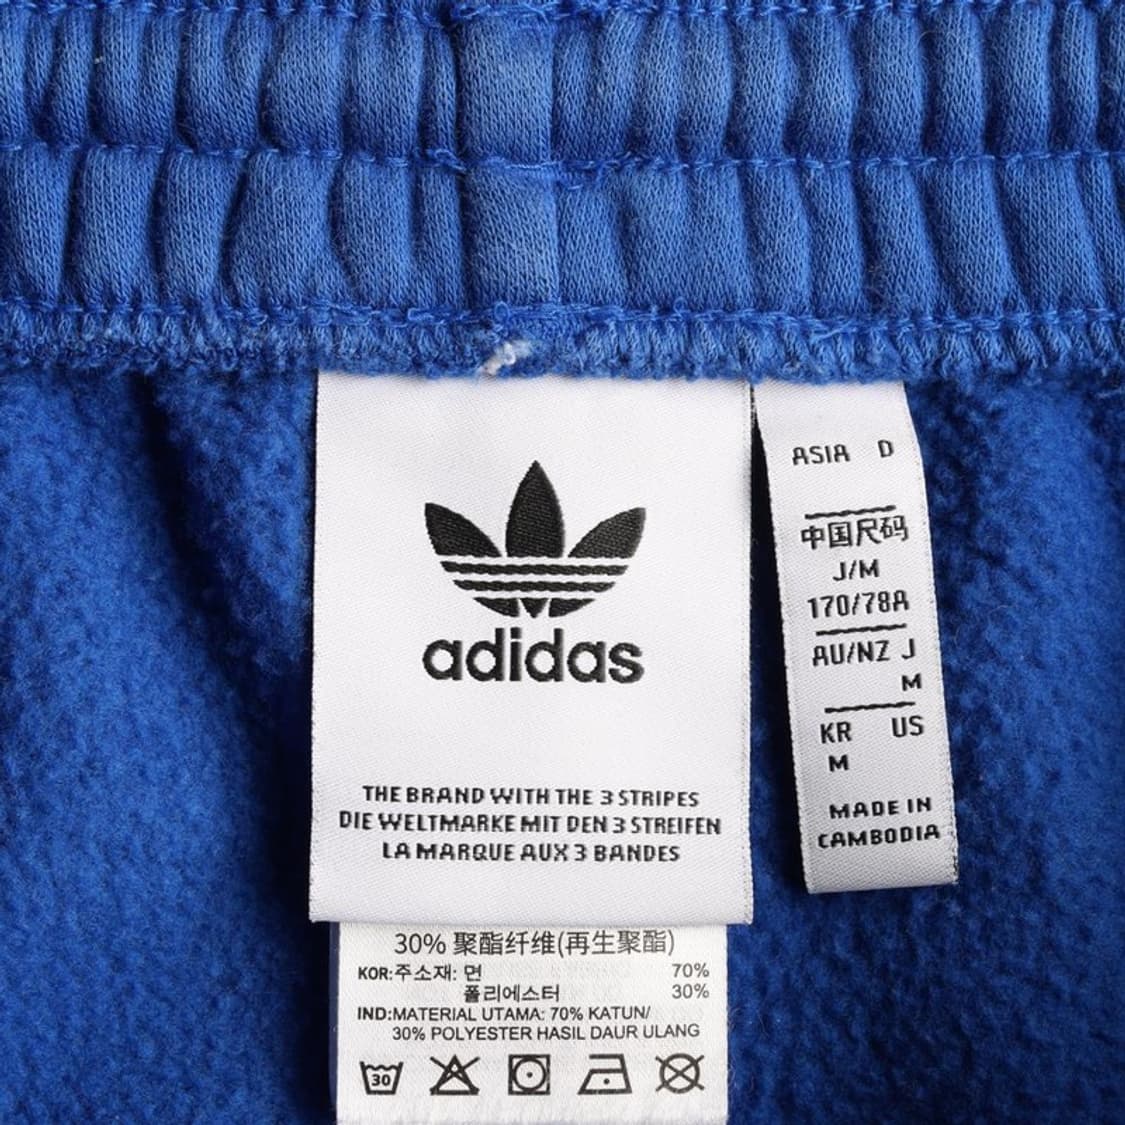 adidas
THE BRAND WITH THE 3 STRIPES
DIE WELTMARKE MIT DEN 3 STREIFEN
LA MARQUE AUX 3 BANDES
30% 聚酯纤维(再生聚酯)
KOR:주소재: 면 70%
폴리에스터 30%
IND:MATERIAL UTAMA: 70% KATUN/
30% POLYESTER HASIL DAUR ULANG
30
ASIA D
中国尺码
J/M
170/78A
AU/NZ J
M
KR US
M
MADE IN
CAMBODIA